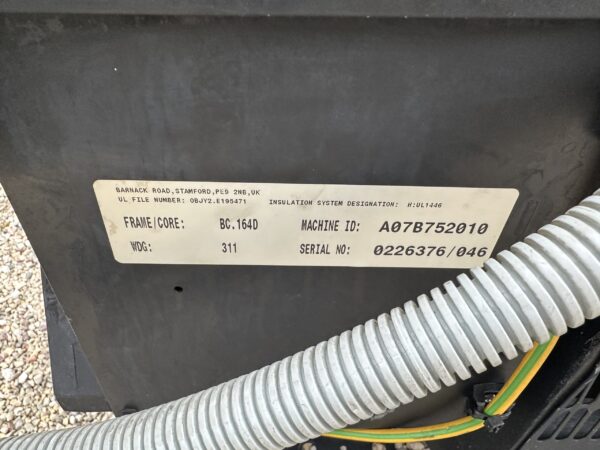 BARNACK ROAD,STAMFORD,PE9 2NB,UK
UL FILE NUMBER: OBJY2.E195471 INSULATION SYSTEM DESIGNATION: H:UL1446
FRAME/CORE: BC.164D MACHINE ID: A07B752010
WDG: 311 SERIAL NO: 0226376/046